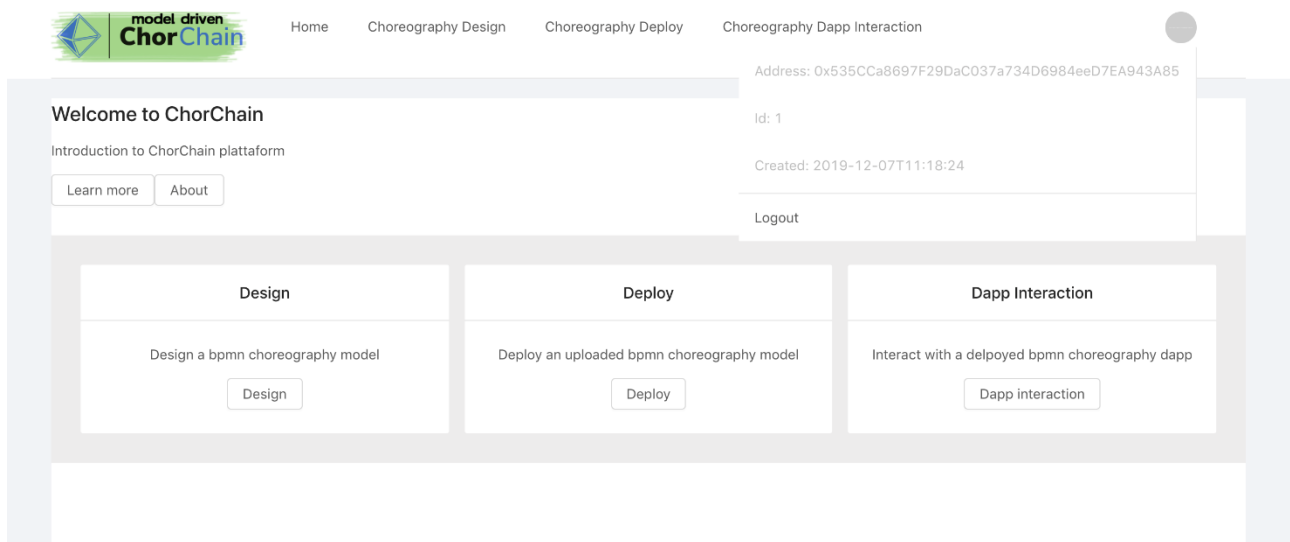 model driven
ChorChain
Home
Choreography Design
Choreography Deploy
Choreography Dapp Interaction
Address: 0x535CCa8697F29DaC037a734D6984eeD7EA943A85
Id: 1
Created: 2019-12-07T11:18:24
Logout
Welcome to ChorChain
Introduction to ChorChain plattaform
Learn more
About
Design
Design a bpmn choreography model
Design
Deploy
Deploy an uploaded bpmn choreography model
Deploy
Dapp Interaction
Interact with a delpoyed bpmn choreography dapp
Dapp interaction